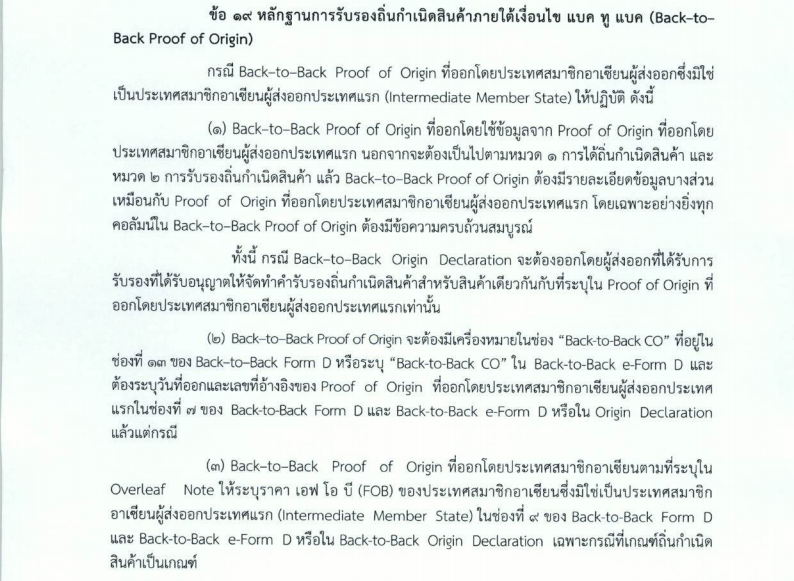 ข้อ ๑๙ หลักฐานการรับรองถิ่นกำเนิดสินค้าภายใต้เงื่อนไข แบค ทู แบค (Back–to–
Back Proof of Origin)
กรณี Back–to–Back Proof of Origin ที่ออกโดยประเทศสมาชิกอาเซียนผู้ส่งออกซึ่งมิใช่
เป็นประเทศสมาชิกอาเซียนผู้ส่งออกประเทศแรก (Intermediate Member State) ให้ปฏิบัติ ดังนี้
(๑) Back–to–Back Proof of Origin ที่ออกโดยใช้ข้อมูลจาก Proof of Origin ที่ออกโดย
ประเทศสมาชิกอาเซียนผู้ส่งออกประเทศแรก นอกจากจะต้องเป็นไปตามหมวด ๑ การได้ถิ่นกำเนิดสินค้า และ
หมวด ๒ การรับรองถิ่นกำเนิดสินค้า แล้ว Back–to–Back Proof of Origin ต้องมีรายละเอียดข้อมูลบางส่วน
เหมือนกับ Proof of Origin ที่ออกโดยประเทศสมาชิกอาเซียนผู้ส่งออกประเทศแรก โดยเฉพาะอย่างยิ่งทุก
คอลัมน์ใน Back–to–Back Proof of Origin ต้องมีข้อความครบถ้วนสมบูรณ์
ทั้งนี้ กรณี Back–to–Back Origin Declaration จะต้องออกโดยผู้ส่งออกที่ได้รับการ
รับรองที่ได้รับอนุญาตให้จัดทำคำรับรองถิ่นกำเนิดสินค้าสำหรับสินค้าเดียวกันกับที่ระบุใน Proof of Origin ที่
ออกโดยประเทศสมาชิกอาเซียนผู้ส่งออกประเทศแรกเท่านั้น
(๒) Back–to–Back Proof of Origin จะต้องมีเครื่องหมายในช่อง “Back-to-Back CO” ที่อยู่ใน
ช่องที่ ๑๓ ของ Back–to–Back Form D หรือระบุ “Back-to-Back CO” ใน Back-to-Back e-Form D และ
ต้องระบุวันที่ออกและเลขที่อ้างอิงของ Proof of Origin ที่ออกโดยประเทศสมาชิกอาเซียนผู้ส่งออกประเทศ
แรกในช่องที่ ๗ ของ Back-to-Back Form D และ Back-to-Back e-Form D หรือใน Origin Declaration
แล้วแต่กรณี
(๓) Back–to–Back Proof of Origin ที่ออกโดยประเทศสมาชิกอาเซียนตามที่ระบุใน
Overleaf Note ให้ระบุราคา เอฟ โอ บี (FOB) ของประเทศสมาชิกอาเซียนซึ่งมิใช่เป็นประเทศสมาชิก
อาเซียนผู้ส่งออกประเทศแรก (Intermediate Member State) ในช่องที่ ๙ ของ Back-to-Back Form D
และ Back-to-Back e-Form D หรือใน Back-to-Back Origin Declaration เฉพาะกรณีที่เกณฑ์ถิ่นกำเนิด
สินค้าเป็นเกณฑ์